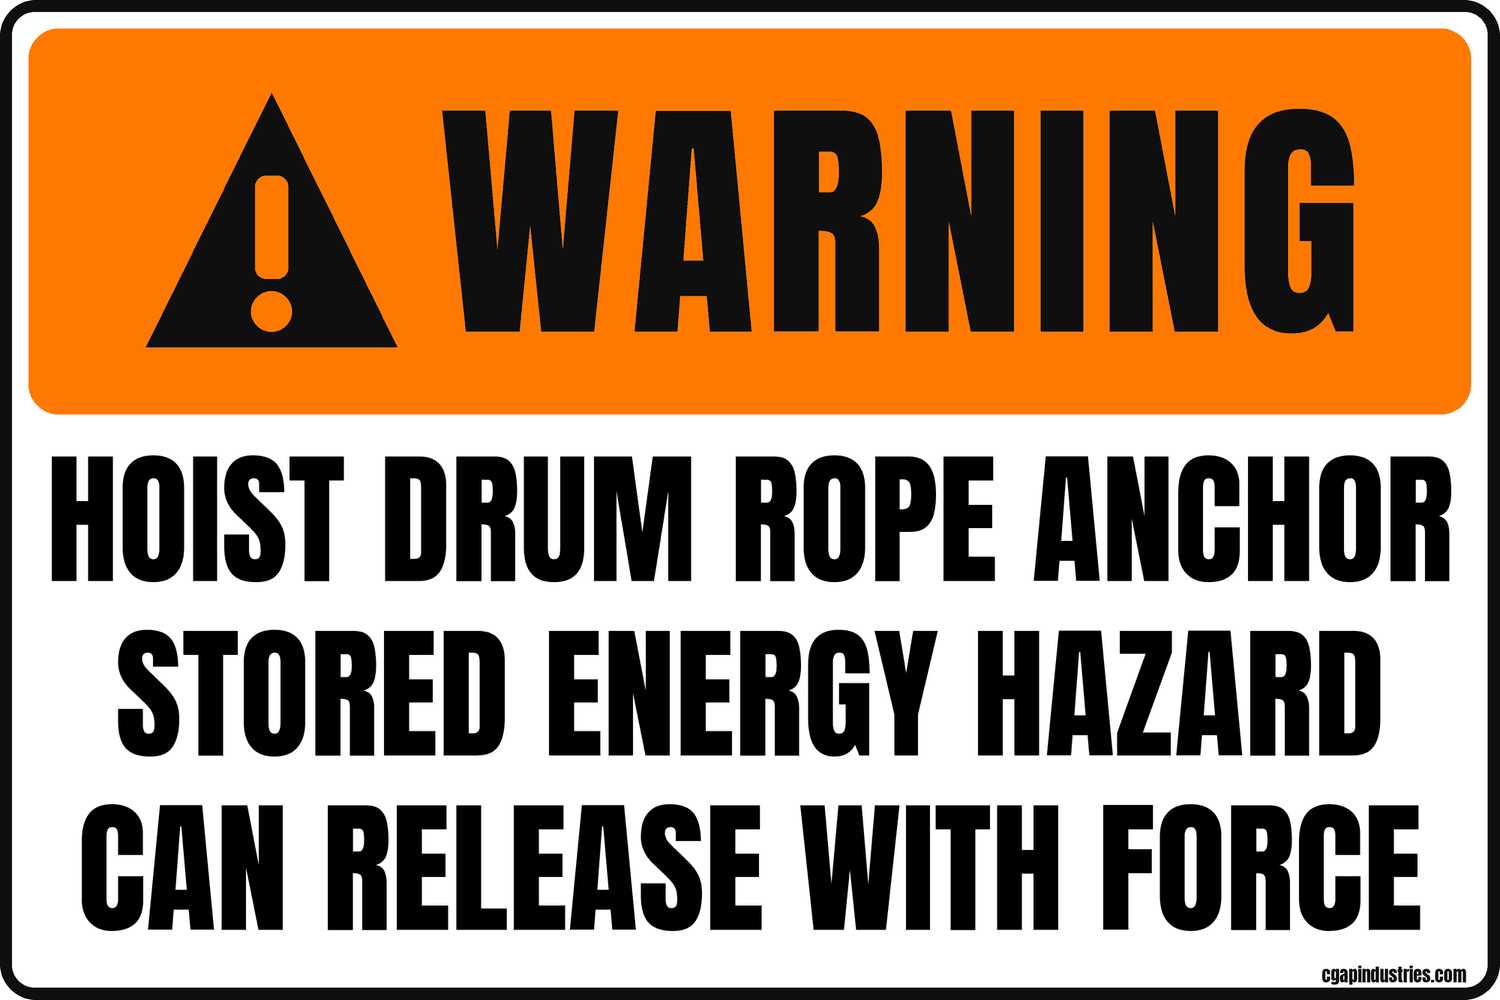 WARNING
HOIST DRUM ROPE ANCHOR
STORED ENERGY HAZARD
CAN RELEASE WITH FORCE
cgapindustries.com